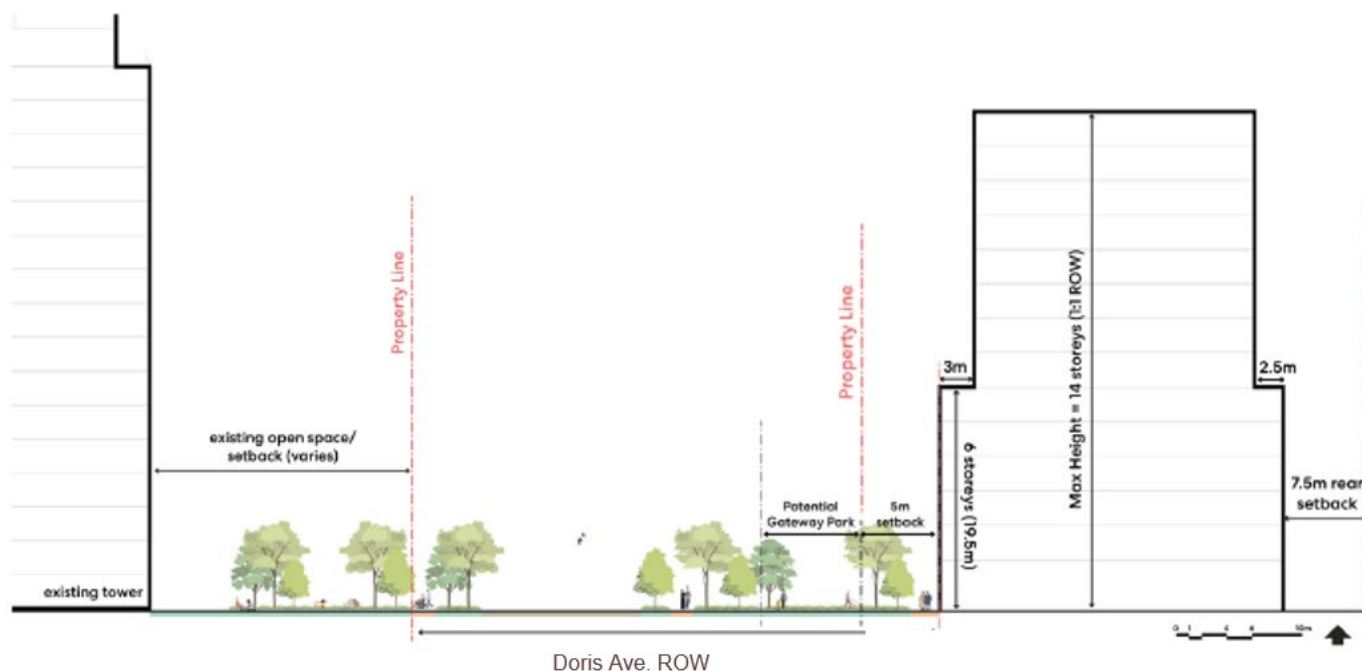 Property Line
Property Line
3m
2.5m
Max Height = 14 storeys (1:1 ROW)
existing open space/
setback (varies)
6 storeys (19.5m)
7.5m rear
setback
Potential
Gateway Park
5m
setback
existing tower
10m
Doris Ave. ROW